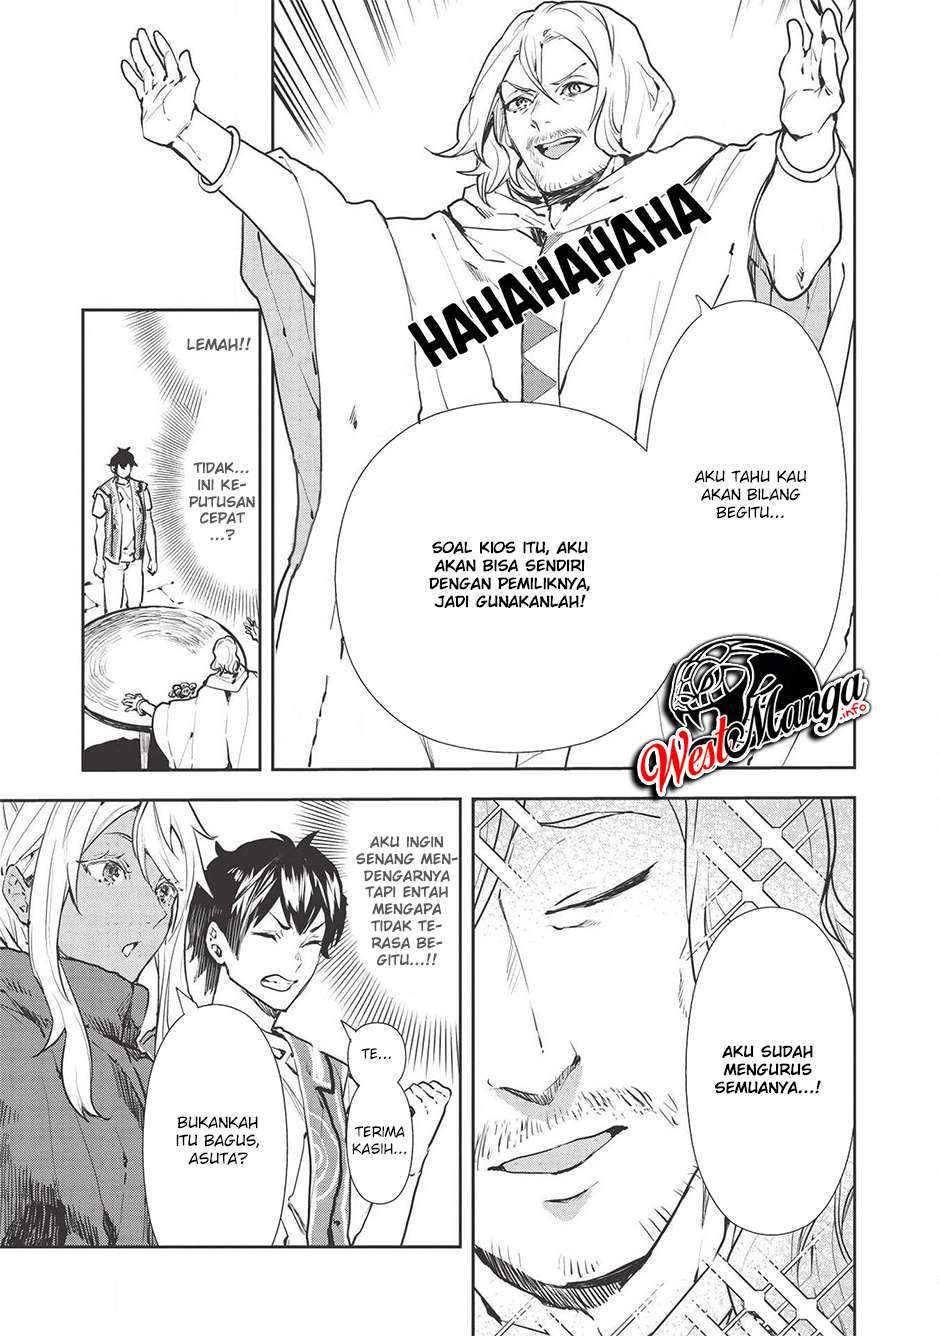 HAHAHAHAHA
AKU TAHU KAU
AKAN BILANG
BEGITU...
SOAL KIOS ITU, AKU
AKAN BISA SENDIRI
DENGAN PEMILIKNYA,
JADI GUNAKANLAH!
WestManga.info
LEMAH!!
TIDAK...
INI KE-
PUTUSAN
CEPAT
...?
AKU SUDAH
MENGURUS
SEMUANYA...!
AKU INGIN
SENANG MEN-
DENGARNYA
TAPI ENTAH
MENGAPA
TIDAK TE-
RASA BE-
GITU...!!
TE...
TERIMA
KASIH...
BUKANKAH
ITU BAGUS,
ASUTA?